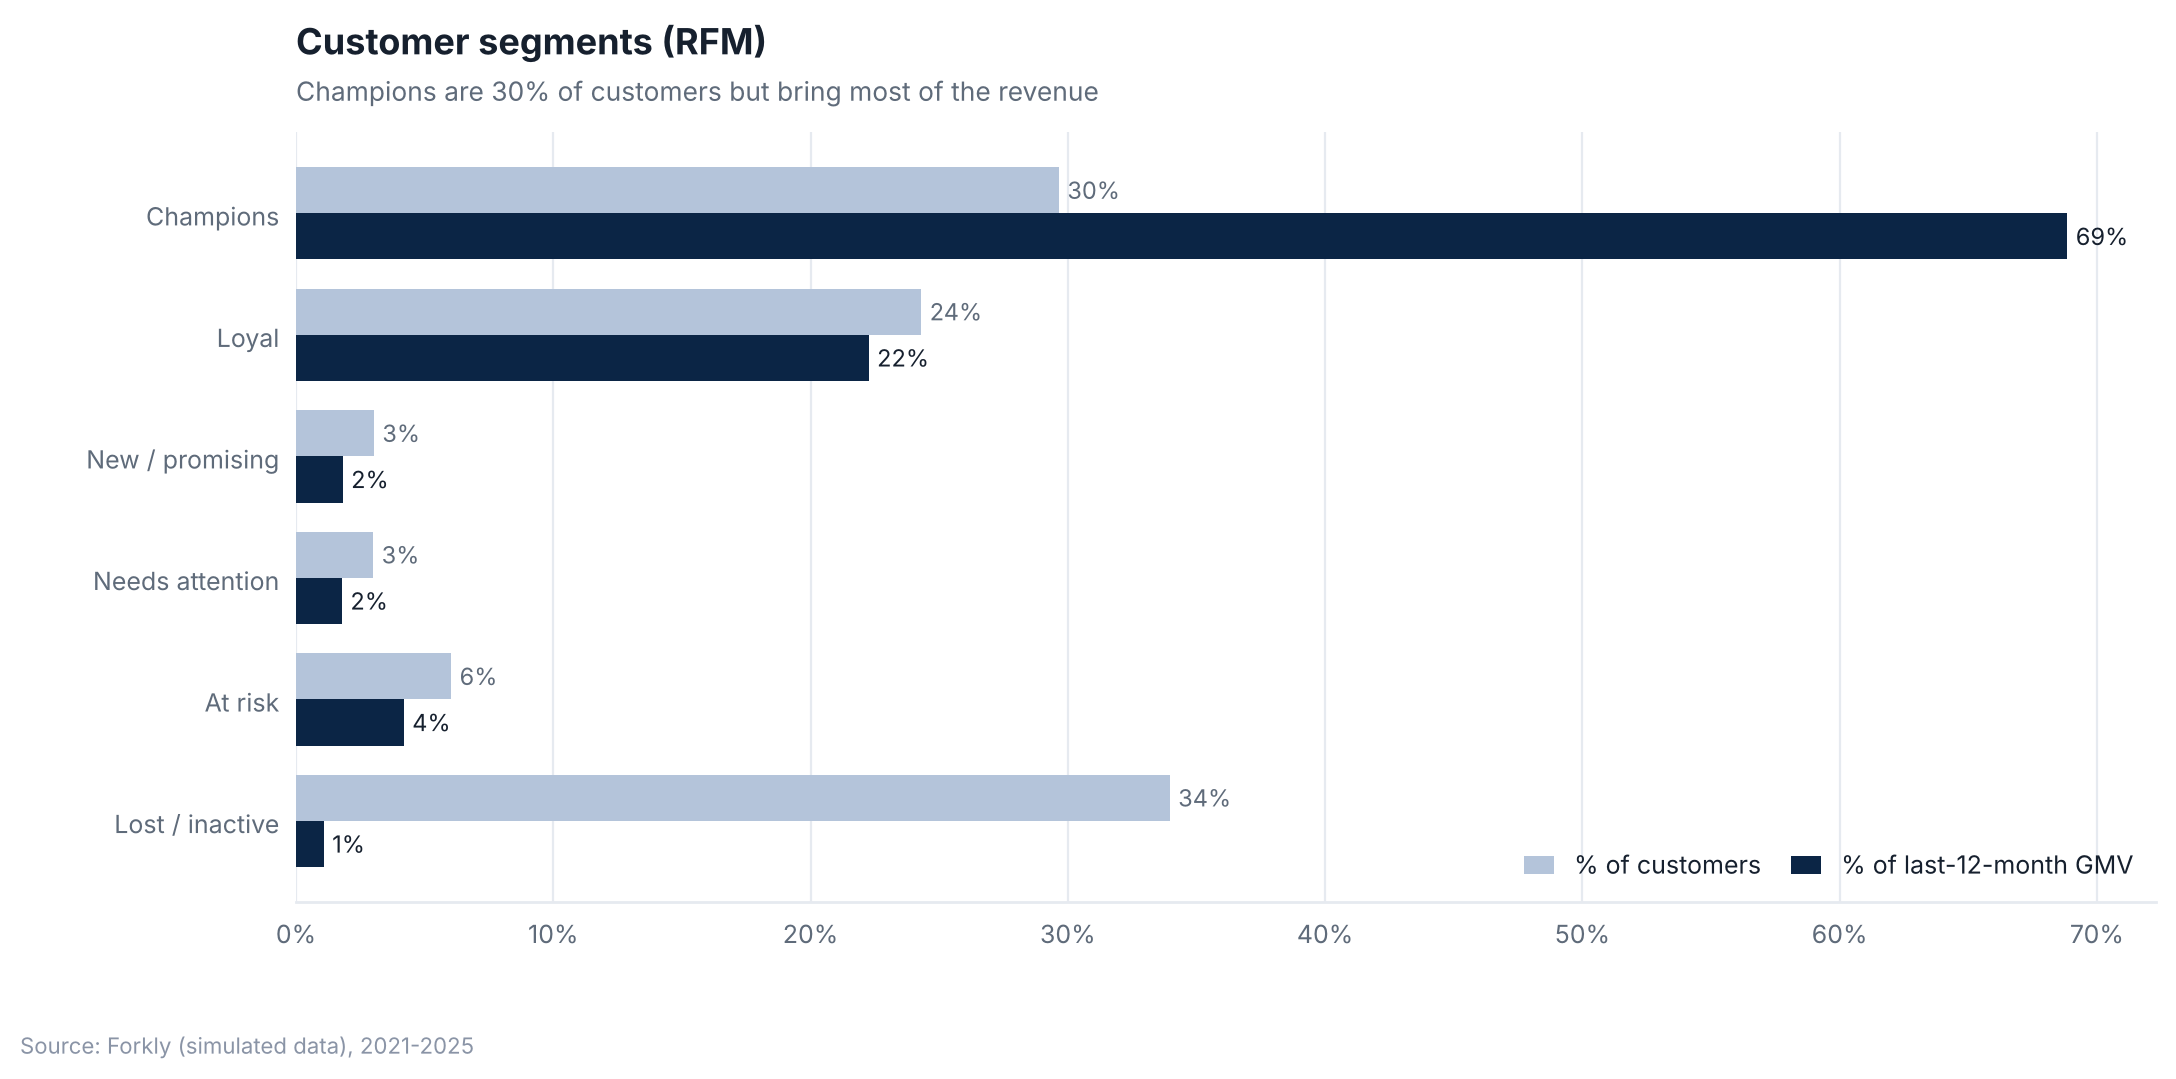 Customer segments (RFM)
Champions are 30% of customers but bring most of the revenue
Champions
30%
69%
Loyal
24%
22%
New / promising
3%
2%
Needs attention
3%
2%
At risk
6%
4%
Lost / inactive
34%
1%
% of customers % of last-12-month GMV
0% 10% 20% 30% 40% 50% 60% 70%
Source: Forkly (simulated data), 2021-2025